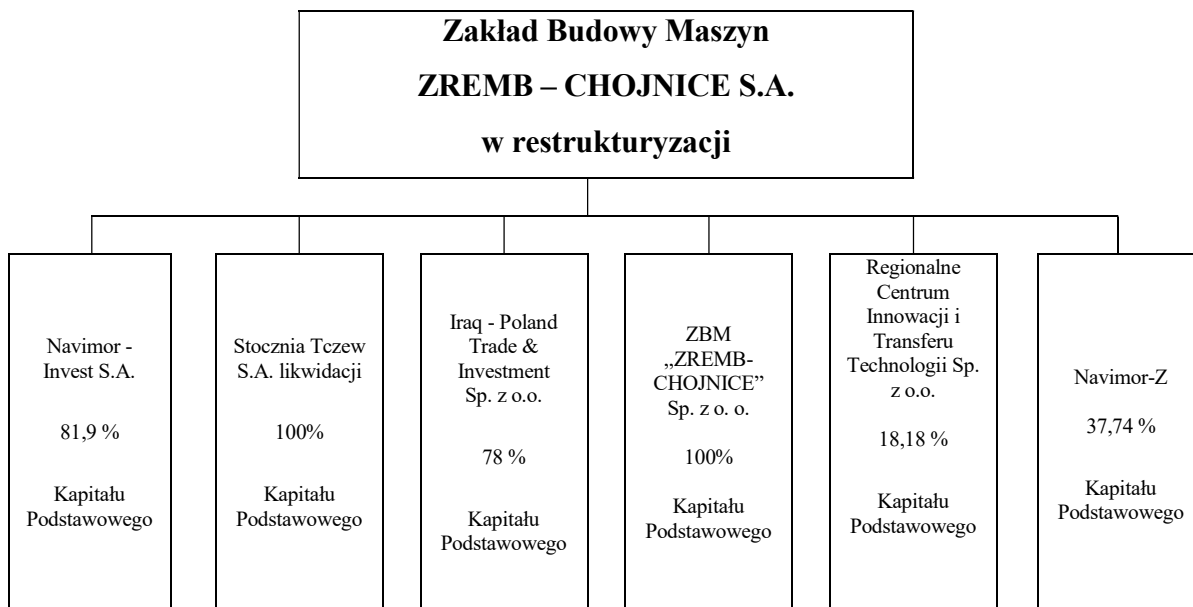 Zakład Budowy Maszyn
ZREMB – CHOJNICE S.A.
w restrukturyzacji
Navimor -
Invest S.A.
81,9 %
Kapitału
Podstawowego
Stocznia Tczew
S.A. likwidacji
100%
Kapitału
Podstawowego
Iraq - Poland
Trade &
Investment
Sp. z o.o.
78 %
Kapitału
Podstawowego
ZBM
„ZREMB-
CHOJNICE”
Sp. z o. o.
100%
Kapitału
Podstawowego
Regionalne
Centrum
Innowacji i
Transferu
Technologii Sp.
z o.o.
18,18 %
Kapitału
Podstawowego
Navimor-Z
37,74 %
Kapitału
Podstawowego